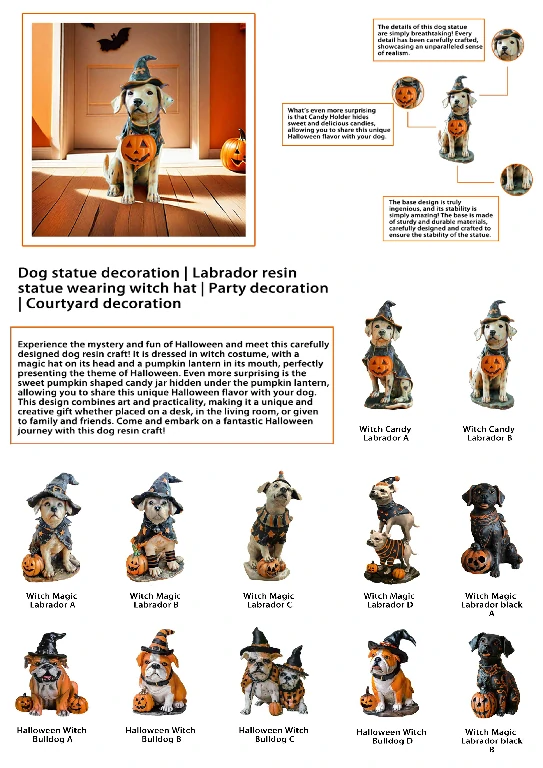 The details of this dog statue
are simply breathtaking! Every
detail has been carefully crafted,
showcasing an unparalleled sense
of realism.
What's even more surprising
is that Candy Holder hides
sweet and delicious candies,
allowing you to share this unique
Halloween flavor with your dog.
The base design is truly
ingenious, and its stability is
simply amazing! The base is made
of sturdy and durable materials,
carefully designed and crafted to
ensure the stability of the statue.
Dog statue decoration | Labrador resin
statue wearing witch hat | Party decoration
| Courtyard decoration
Experience the mystery and fun of Halloween and meet this carefully
designed dog resin craft! It is dressed in witch costume, with a
magic hat on its head and a pumpkin lantern in its mouth, perfectly
presenting the theme of Halloween. Even more surprising is the
sweet pumpkin shaped candy jar hidden under the pumpkin lantern,
allowing you to share this unique Halloween flavor with your dog.
This design combines art and practicality, making it a unique and
creative gift whether placed on a desk, in the living room, or given
to family and friends. Come and embark on a fantastic Halloween
journey with this dog resin craft!
Witch Candy
Labrador A
Witch Candy
Labrador B
Witch Magic
Labrador A
Witch Magic
Labrador B
Witch Magic
Labrador C
Witch Magic
Labrador D
Witch Magic
Labrador black
A
Halloween Witch
Bulldog A
Halloween Witch
Bulldog B
Halloween Witch
Bulldog C
Halloween Witch
Bulldog D
Witch Magic
Labrador black
B